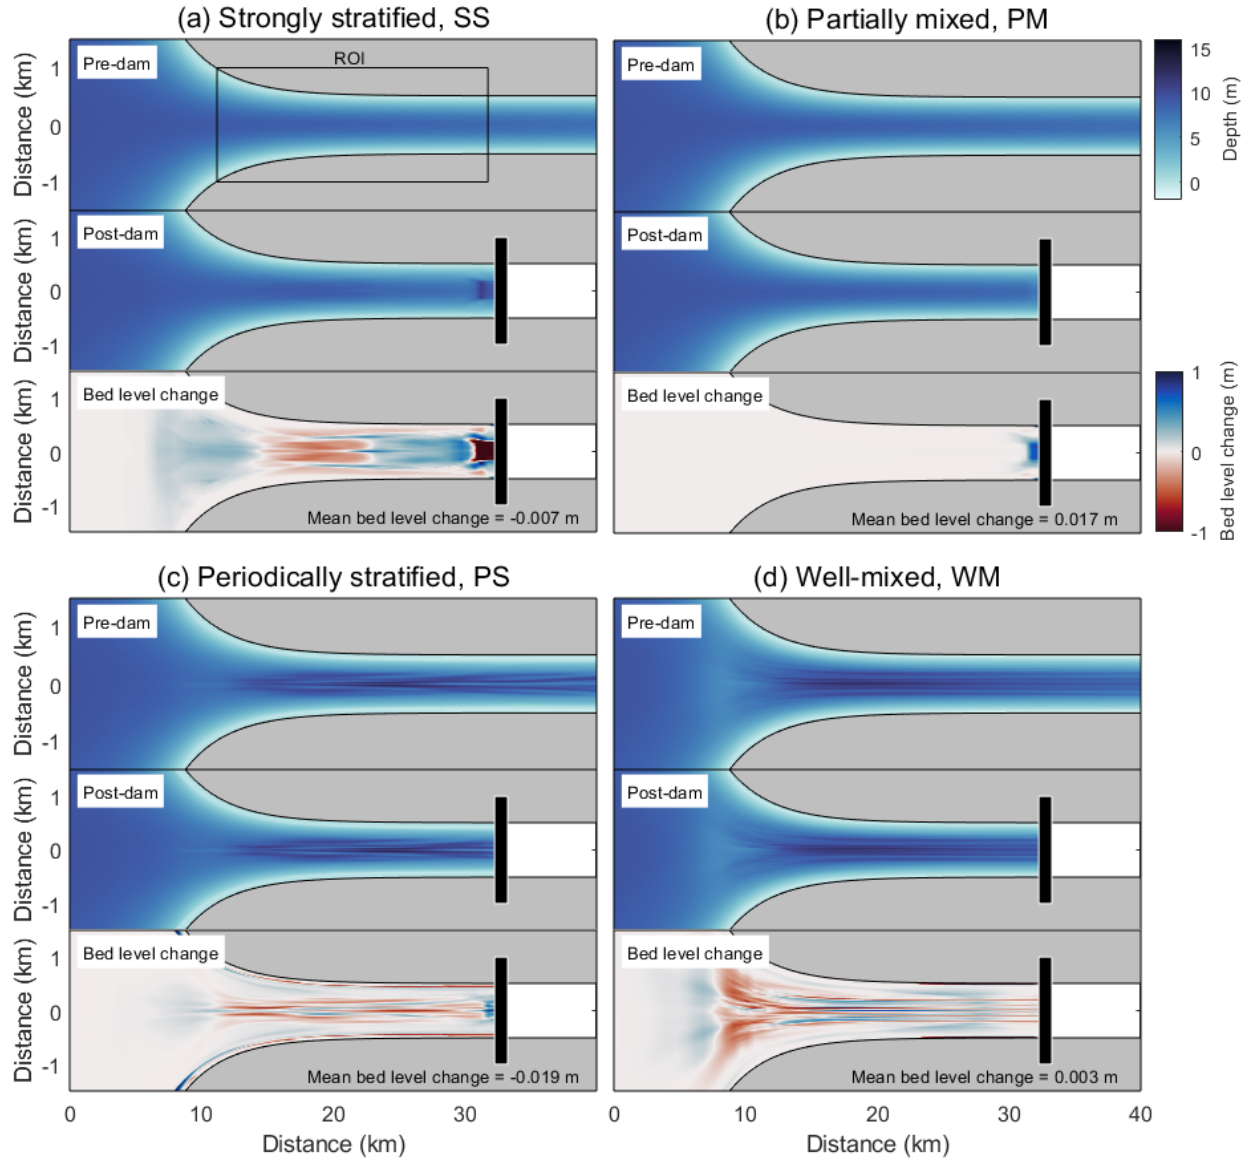 (a) Strongly stratified, SS
(b) Partially mixed, PM
Pre-dam
ROI
Distance (km)
1
0
-1
Pre-dam
15
10
5
0
Depth (m)
Post-dam
Distance (km)
1
0
-1
Post-dam
Bed level change
Distance (km)
1
0
-1
Mean bed level change = -0.007 m
Bed level change
Mean bed level change = 0.017 m
1
0
-1
Bed level change (m)
(c) Periodically stratified, PS
(d) Well-mixed, WM
Pre-dam
Distance (km)
1
0
-1
Pre-dam
Post-dam
Distance (km)
1
0
-1
Post-dam
Bed level change
Distance (km)
1
0
-1
Mean bed level change = -0.019 m
Bed level change
Mean bed level change = 0.003 m
0 10 20 30
Distance (km)
0 10 20 30 40
Distance (km)